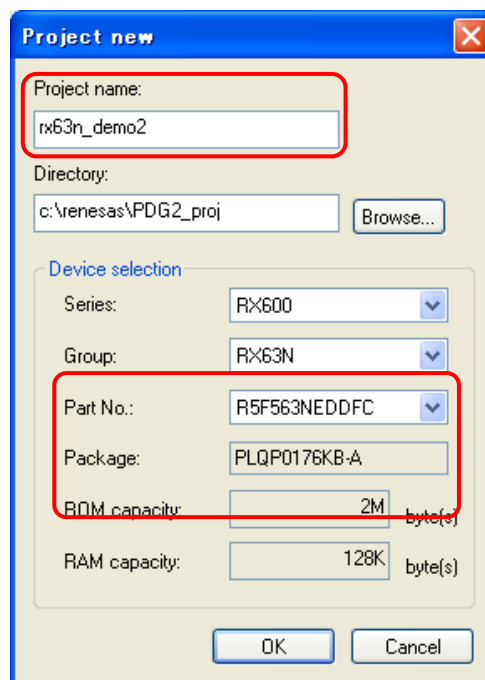 Project new
Project name:
rx63n_demo2
Directory:
c:\renesas\PDG2_proj
Browse...
Device selection
Series:
RX600
Group:
RX63N
Part No.:
R5F563NEDDFC
Package:
PLQP0176KB-A
ROM capacity:
2M
byte(s)
RAM capacity:
128K
byte(s)
OK
Cancel